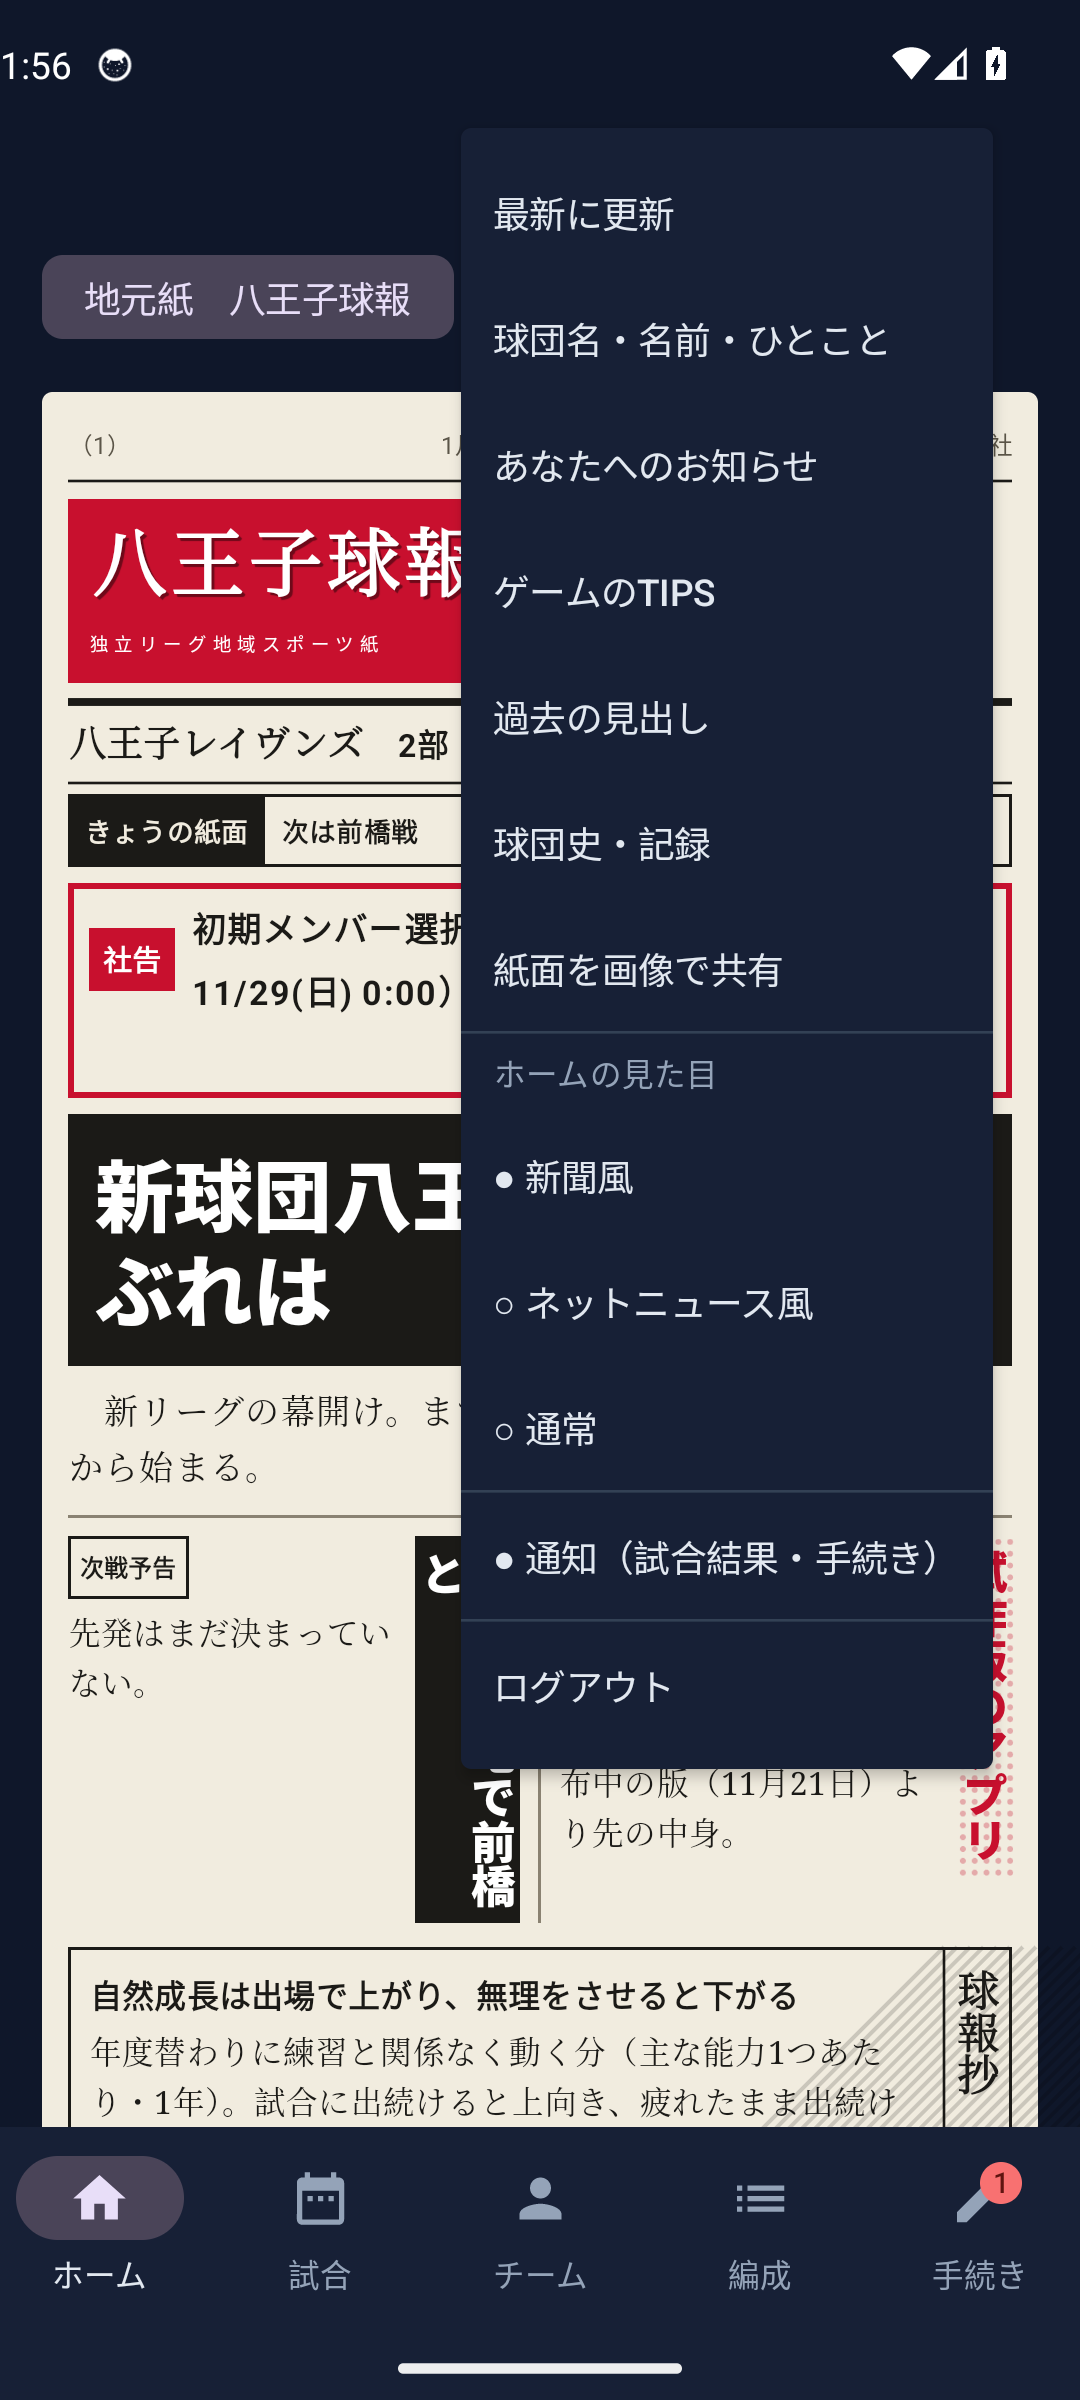 1:56
最新に更新
球団名・名前・ひとこと
あなたへのお知らせ
ゲームのTIPS
過去の見出し
球団史・記録
紙面を画像で共有
ホームの見た目
● 新聞風
○ ネットニュース風
○ 通常
● 通知（試合結果・手続き）
ログアウト
地元紙　八王子球報
（1）
1月
社
八王子球報
独立リーグ地域スポーツ紙
八王子レイヴンズ　2部
きょうの紙面
次は前橋戦
社告
初期メンバー選択
11/29(日) 0:00）
新球団八王
ぶれは
新リーグの幕開け。ま
から始まる。
次戦予告
先発はまだ決まってい
ない。
と
で前橋
アプリ
布中の版（11月21日）よ
り先の中身。
球報抄
自然成長は出場で上がり、無理をさせると下がる
年度替わりに練習と関係なく動く分（主な能力1つあた
り・1年）。試合に出続けると上向き、疲れたまま出続け
ホーム
試合
チーム
編成
1
手続き